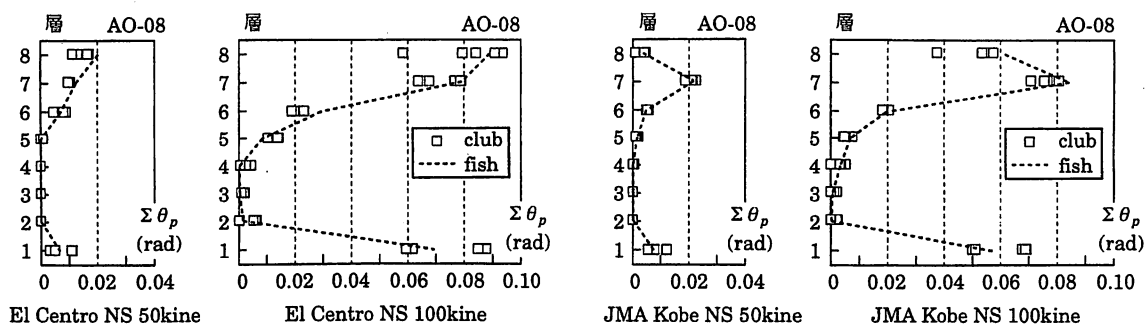 層 AO-08
8
7
6
5
4
3
2
1
Σ θp
(rad)
0 0.02 0.04
El Centro NS 50kine
層 AO-08
8
7
6
5
4
3
2
1
club
fish
Σ θp
(rad)
0 0.02 0.04 0.06 0.08 0.10
El Centro NS 100kine
層 AO-08
8
7
6
5
4
3
2
1
Σ θp
(rad)
0 0.02 0.04
JMA Kobe NS 50kine
層 AO-08
8
7
6
5
4
3
2
1
club
fish
Σ θp
(rad)
0 0.02 0.04 0.06 0.08 0.10
JMA Kobe NS 100kine